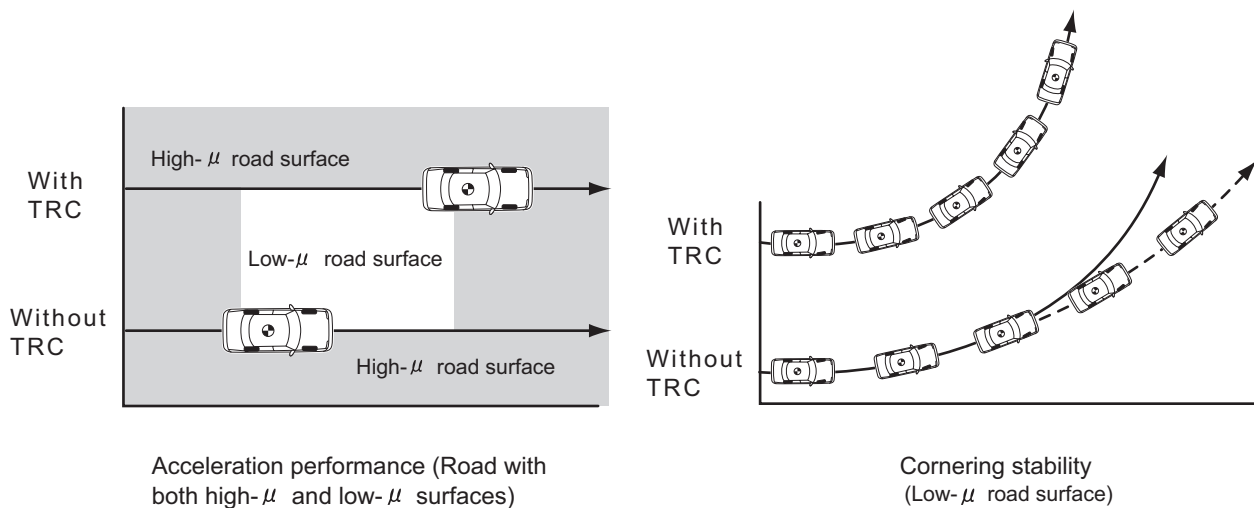 With
TRC
High-μ road surface
Low-μ road surface
Without
TRC
High-μ road surface
Acceleration performance (Road with
both high-μ and low-μ surfaces)
With
TRC
Without
TRC
Cornering stability
(Low-μ road surface)